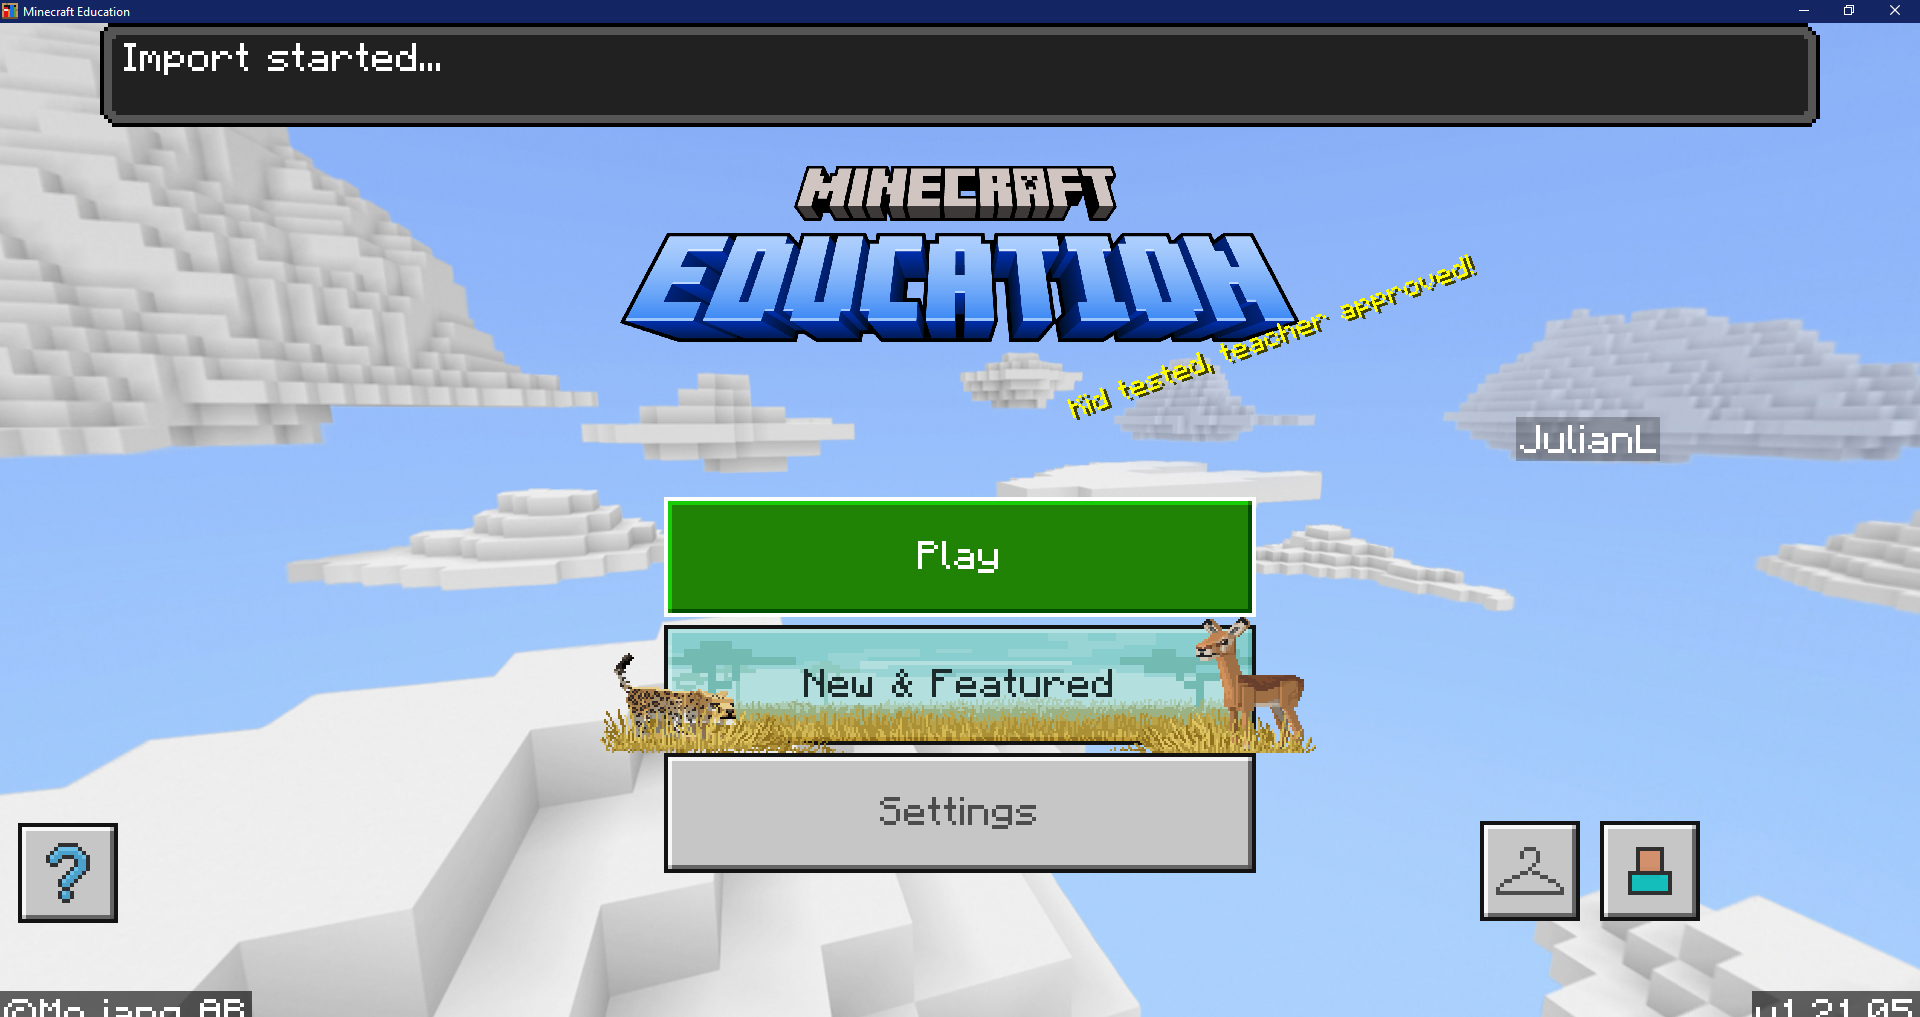 Minecraft Education
Import started...
MINECRAFT
EDUCATION
Kid tested, teacher approved!
JulianL
Play
New & Featured
Settings
©Mojang AB
v1.21.05